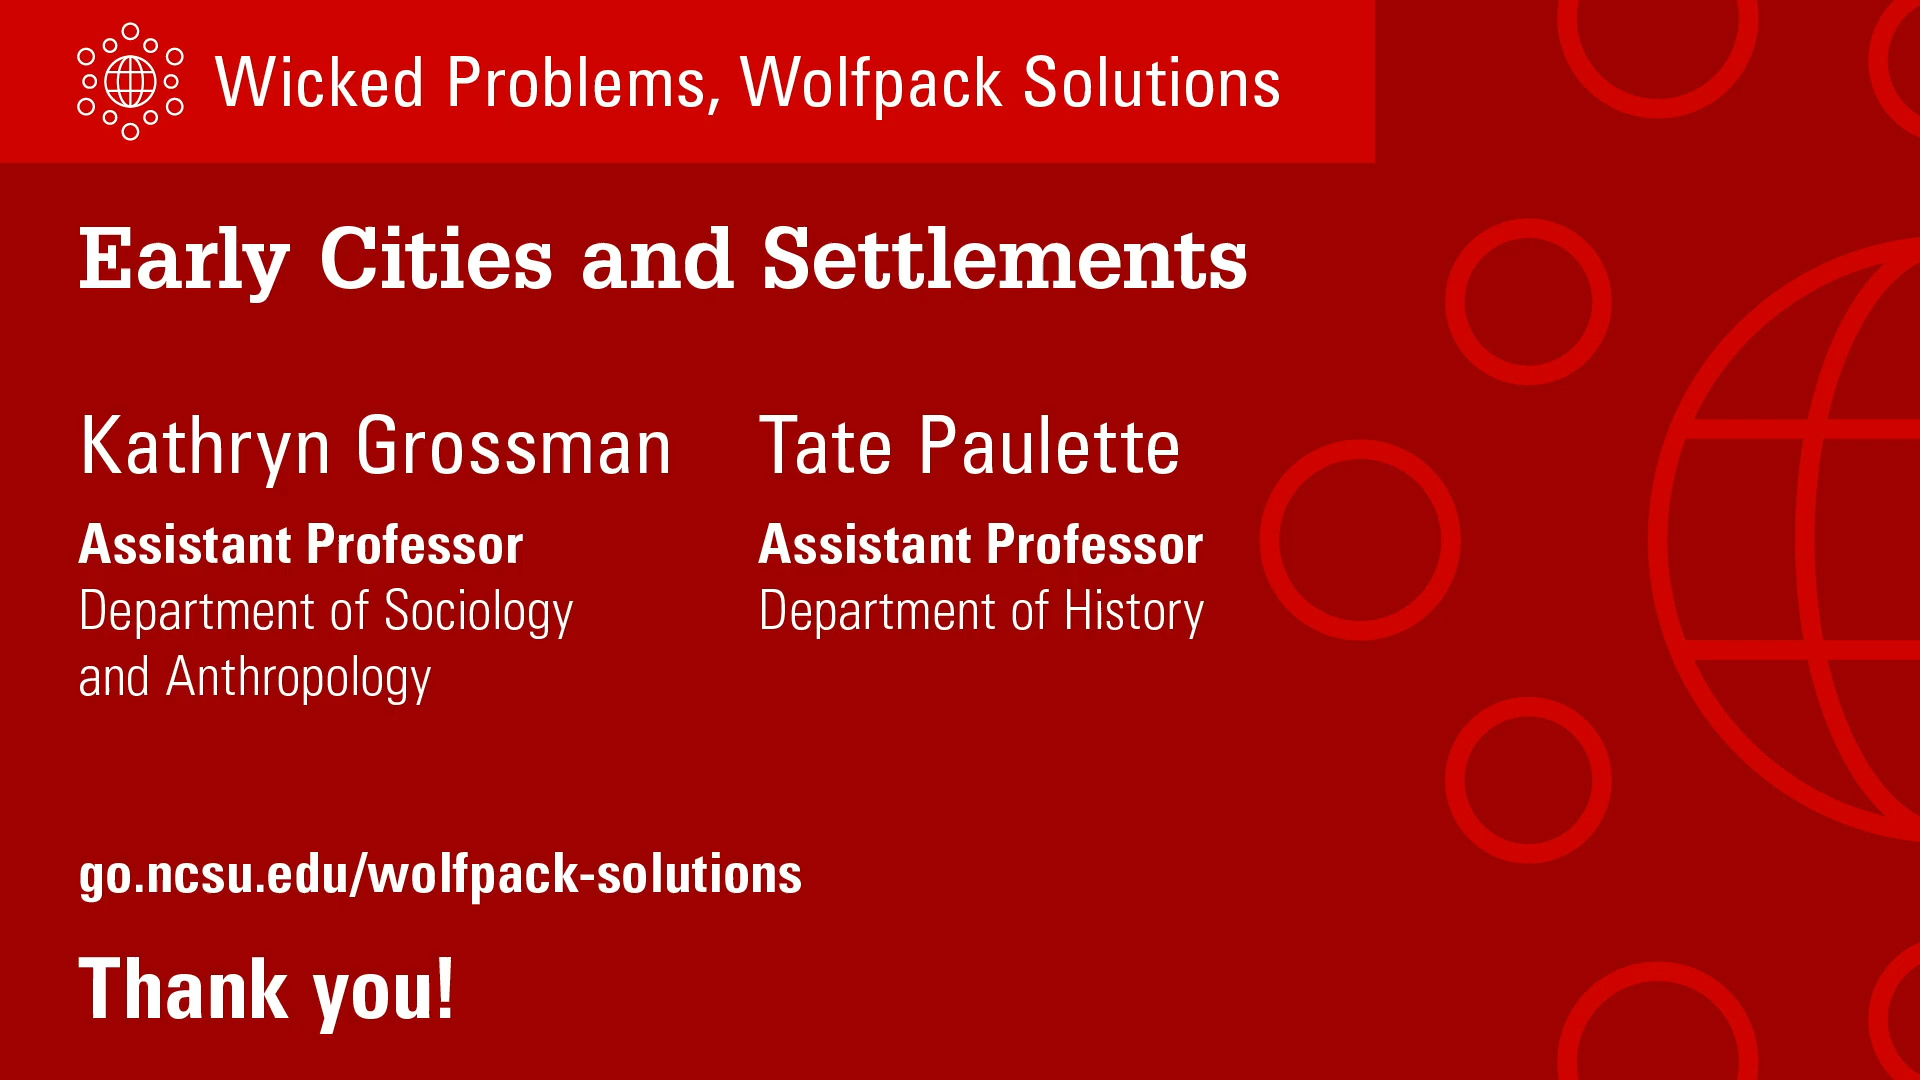 Wicked Problems, Wolfpack Solutions
Early Cities and Settlements
Kathryn Grossman
Assistant Professor
Department of Sociology
and Anthropology
Tate Paulette
Assistant Professor
Department of History
go.ncsu.edu/wolfpack-solutions
Thank you!